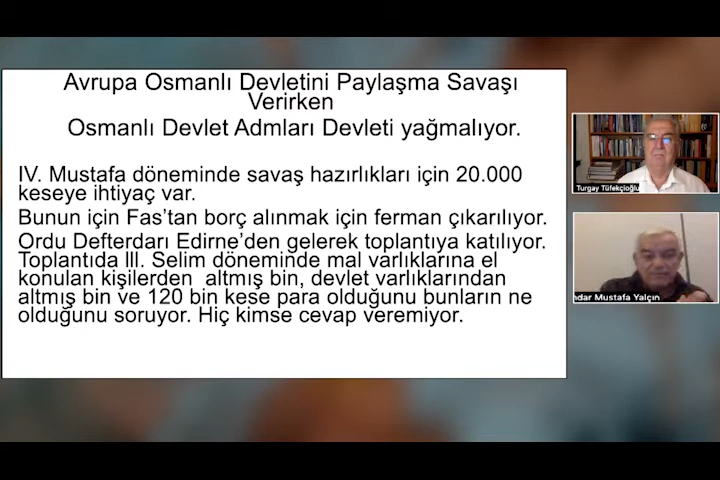 Avrupa Osmanlı Devletini Paylaşma Savaşı
Verirken
Osmanlı Devlet Admları Devleti yağmalıyor.
IV. Mustafa döneminde savaş hazırlıkları için 20.000
keseye ihtiyaç var.
Bunun için Fas’tan borç alınmak için ferman çıkarılıyor.
Ordu Defterdarı Edirne’den gelerek toplantıya katılıyor.
Toplantıda III. Selim döneminde mal varlıklarına el
konulan kişilerden altmış bin, devlet varlıklarından
altmış bin ve 120 bin kese para olduğunu bunların ne
olduğunu soruyor. Hiç kimse cevap veremiyor.
Turgay Tüfekçioğlu
ndar Mustafa Yalçın